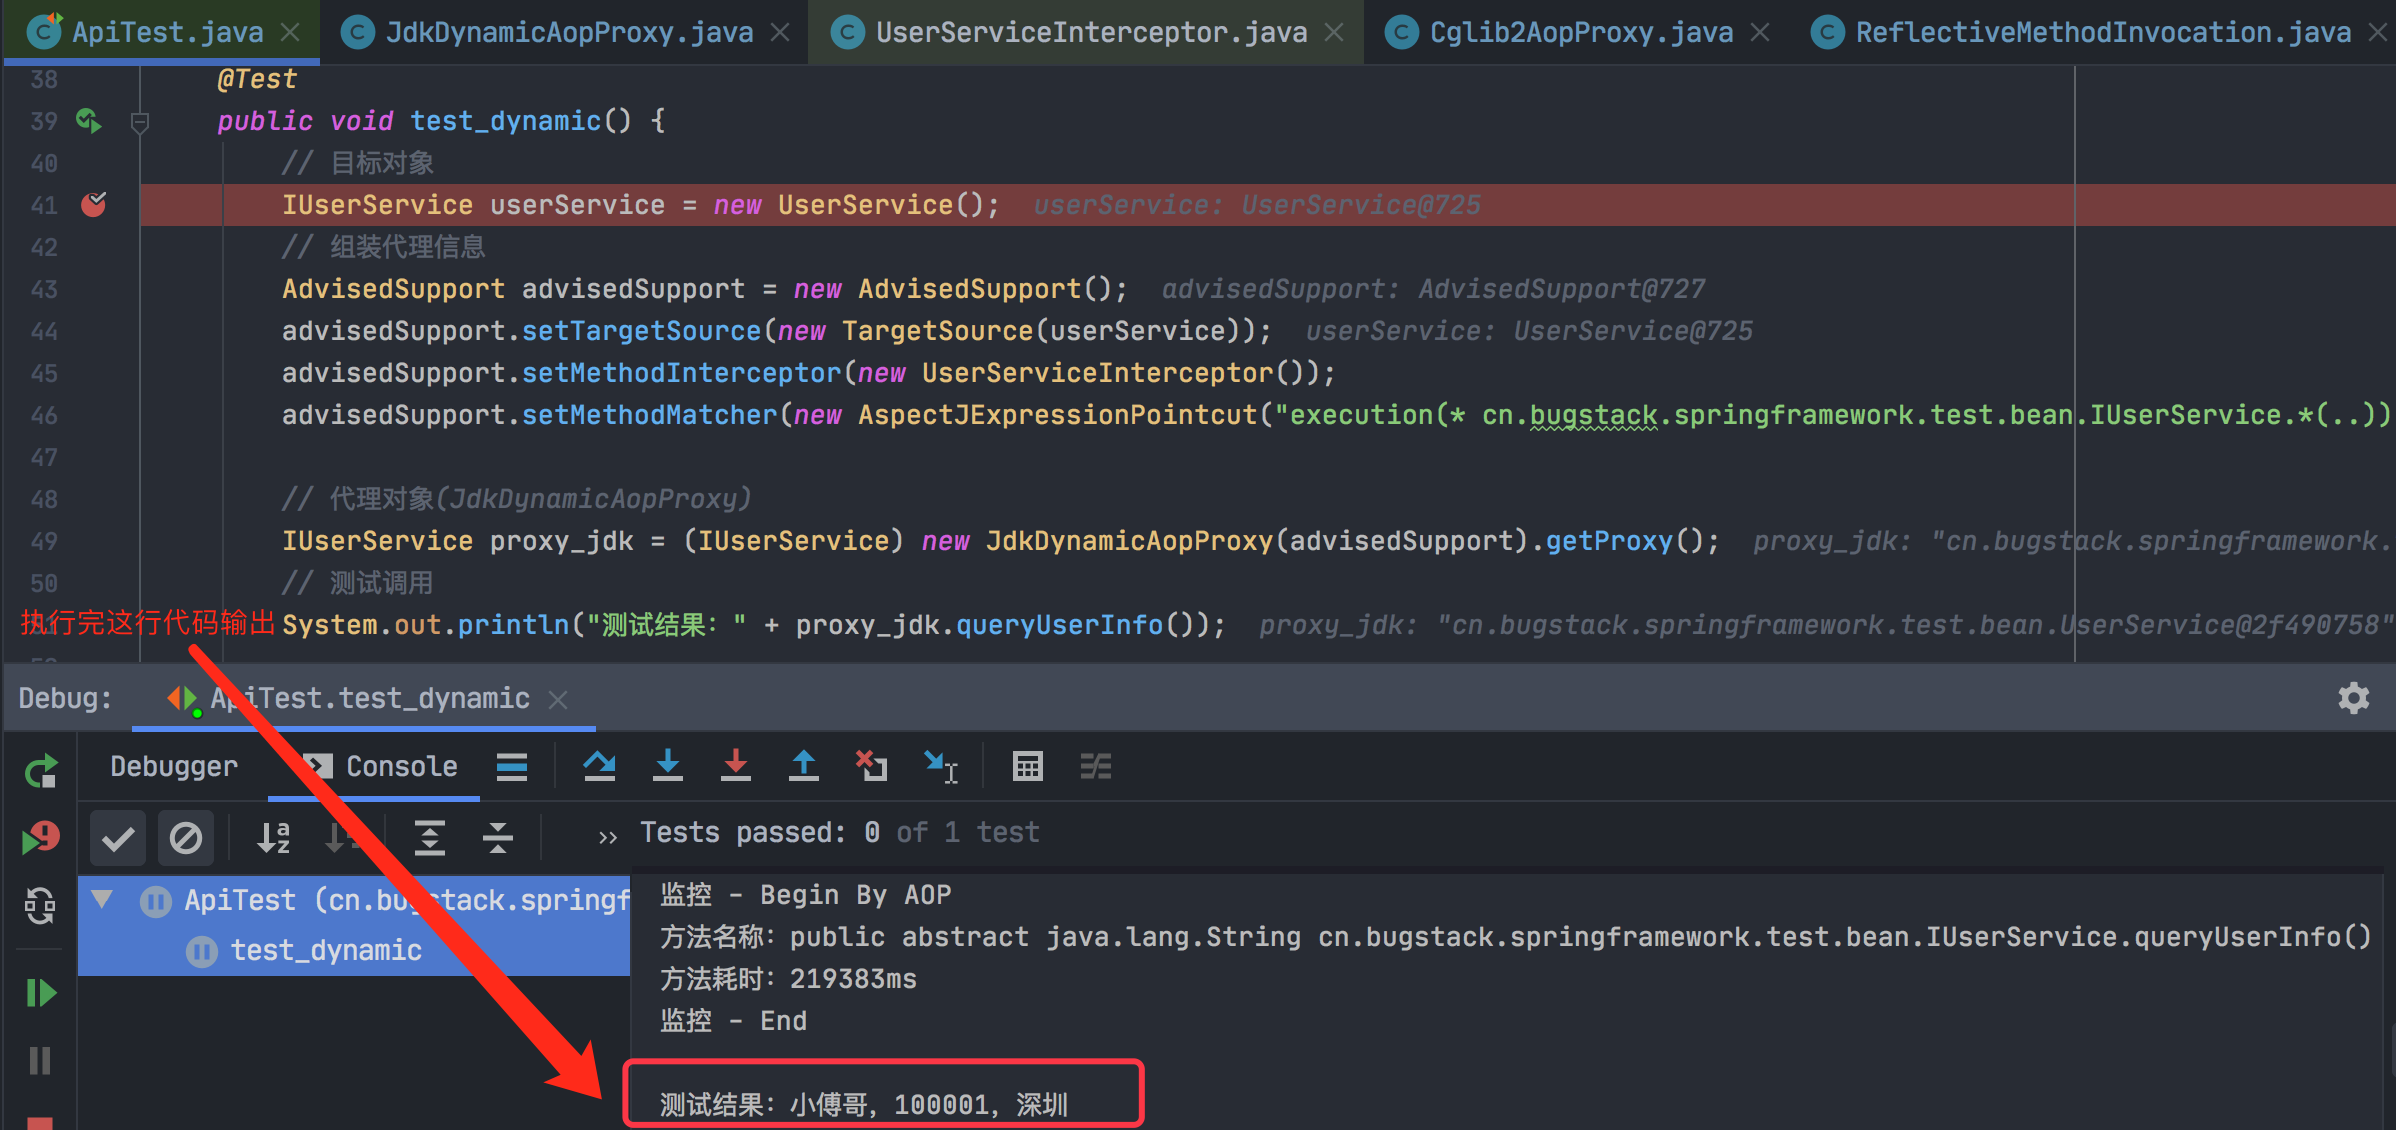 ApiTest.java JdkDynamicAopProxy.java UserServiceInterceptor.java Cglib2AopProxy.java ReflectiveMethodInvocation.java
38 @Test
39 public void test_dynamic() {
40 // 目标对象
41 IUserService userService = new UserService(); userService: UserService@725
42 // 组装代理信息
43 AdvisedSupport advisedSupport = new AdvisedSupport(); advisedSupport: AdvisedSupport@727
44 advisedSupport.setTargetSource(new TargetSource(userService)); userService: UserService@725
45 advisedSupport.setMethodInterceptor(new UserServiceInterceptor());
46 advisedSupport.setMethodMatcher(new AspectJExpressionPointcut("execution(* cn.bugstack.springframework.test.bean.IUserService.*(..))
47
48 // 代理对象(JdkDynamicAopProxy)
49 IUserService proxy_jdk = (IUserService) new JdkDynamicAopProxy(advisedSupport).getProxy(); proxy_jdk: "cn.bugstack.springframework.
50 // 测试调用
执行完这行代码输出 System.out.println("测试结果：" + proxy_jdk.queryUserInfo()); proxy_jdk: "cn.bugstack.springframework.test.bean.UserService@2f490758"
Debug: ApiTest.test_dynamic
Debugger Console
Tests passed: 0 of 1 test
ApiTest (cn.bugstack.springf
test_dynamic
监控 - Begin By AOP
方法名称：public abstract java.lang.String cn.bugstack.springframework.test.bean.IUserService.queryUserInfo()
方法耗时：219383ms
监控 - End
测试结果：小傅哥，100001，深圳